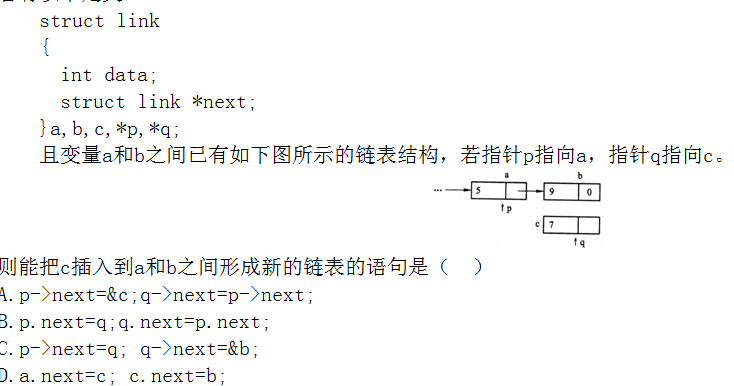 struct link
{
int data;
struct link *next;
}a,b,c,*p,*q;
且变量a和b之间已有如下图所示的链表结构，若指针p指向a，指针q指向c。
a b
... 5 9 0
↑p
c 7
↑q
则能把c插入到a和b之间形成新的链表的语句是（ ）
A.p->next=&c;q->next=p->next;
B.p.next=q;q.next=p.next;
C.p->next=q; q->next=&b;
D.a.next=c; c.next=b;